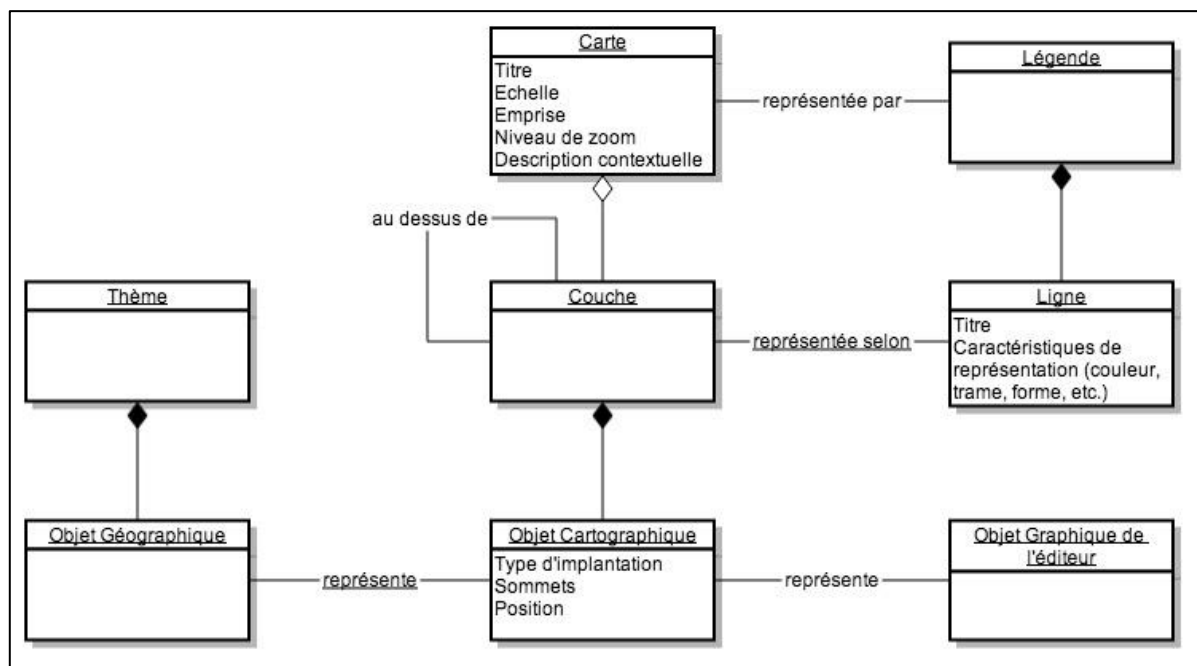 Carte
Titre
Echelle
Emprise
Niveau de zoom
Description contextuelle
représentée par
Légende
au dessus de
Thème
Couche
représentée selon
Ligne
Titre
Caractéristiques de
représentation (couleur,
trame, forme, etc.)
Objet Géographique
représente
Objet Cartographique
Type d'implantation
Sommets
Position
représente
Objet Graphique de
l'éditeur